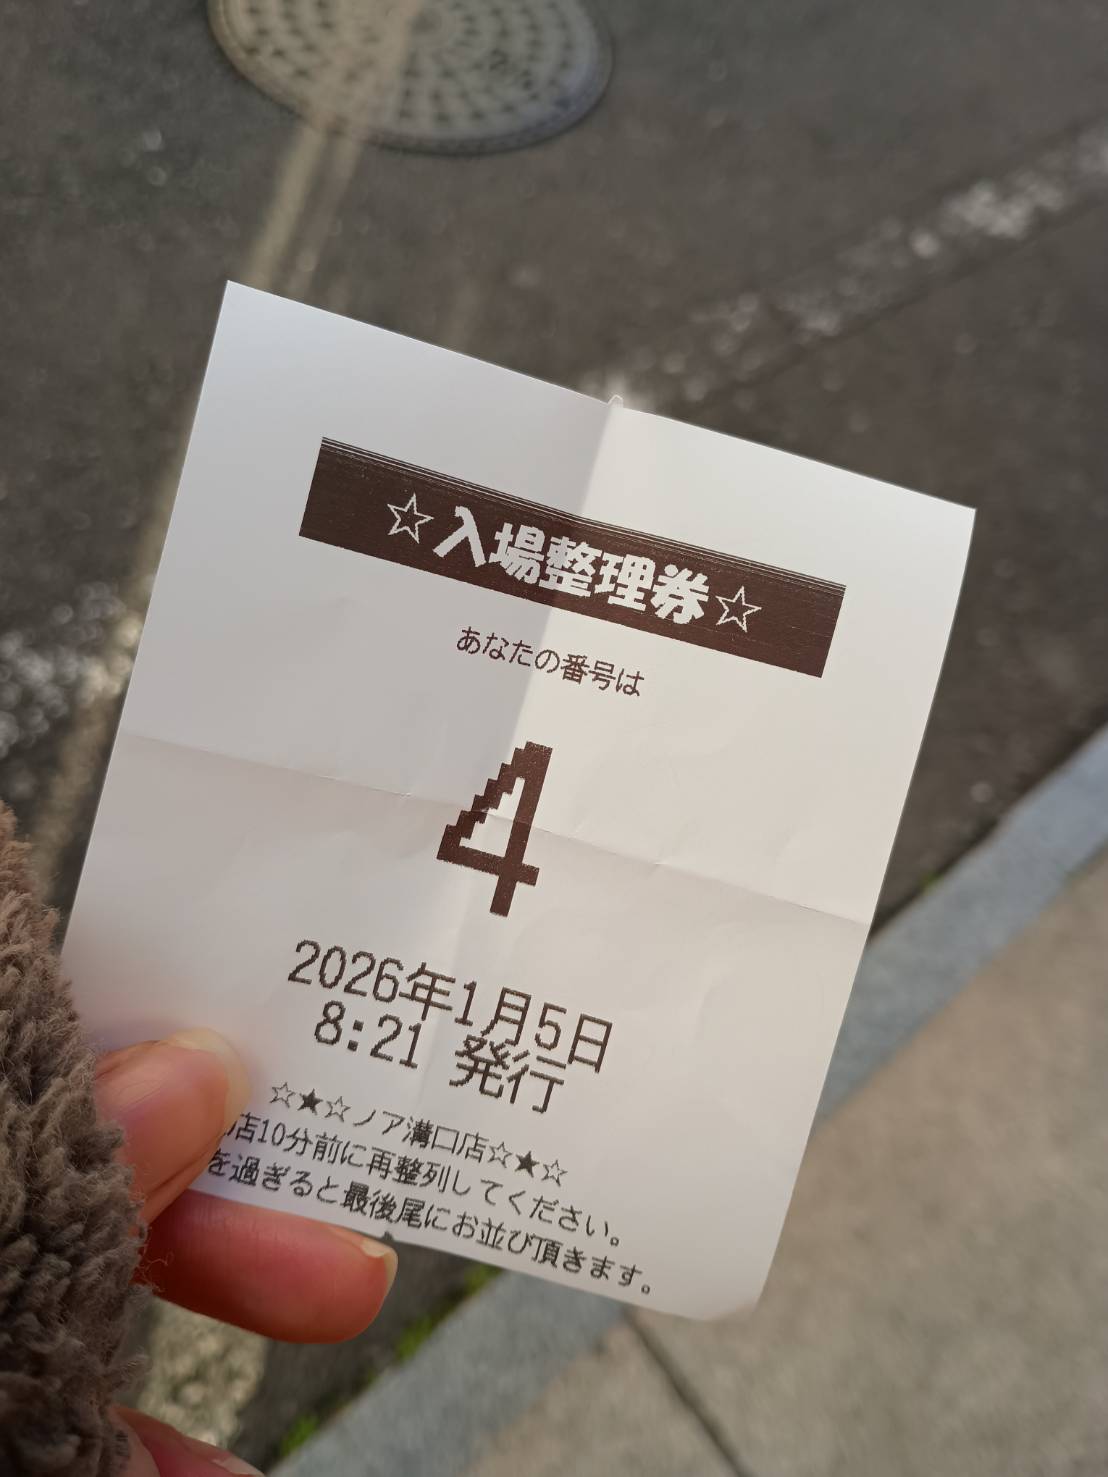 ☆入場整理券☆
あなたの番号は
4
2026年1月5日
8:21 発行
☆★☆ノア溝口店☆★☆
店10分前に再整列してください。
を過ぎると最後尾にお並び頂きます。